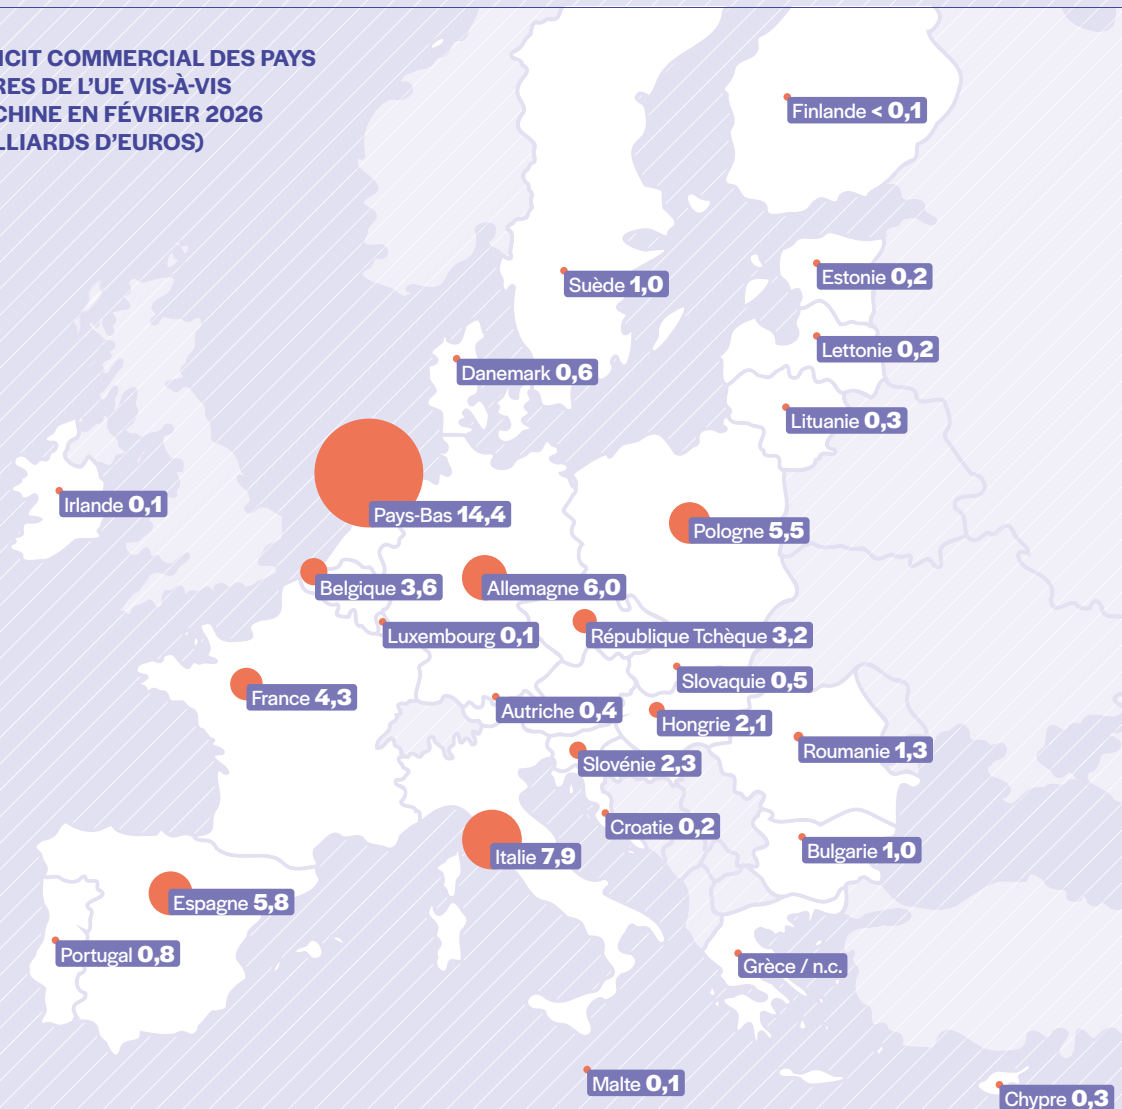 ICIT COMMERCIAL DES PAYS
RES DE L'UE VIS-À-VIS
CHINE EN FÉVRIER 2026
LLIARDS D'EUROS)
Finlande < 0,1
Suède 1,0
Estonie 0,2
Lettonie 0,2
Danemark 0,6
Lituanie 0,3
Irlande 0,1
Pays-Bas 14,4
Pologne 5,5
Belgique 3,6
Allemagne 6,0
Luxembourg 0,1
République Tchèque 3,2
Slovaquie 0,5
France 4,3
Autriche 0,4
Hongrie 2,1
Roumanie 1,3
Slovénie 2,3
Croatie 0,2
Bulgarie 1,0
Italie 7,9
Espagne 5,8
Portugal 0,8
Grèce / n.c.
Malte 0,1
Chypre 0,3